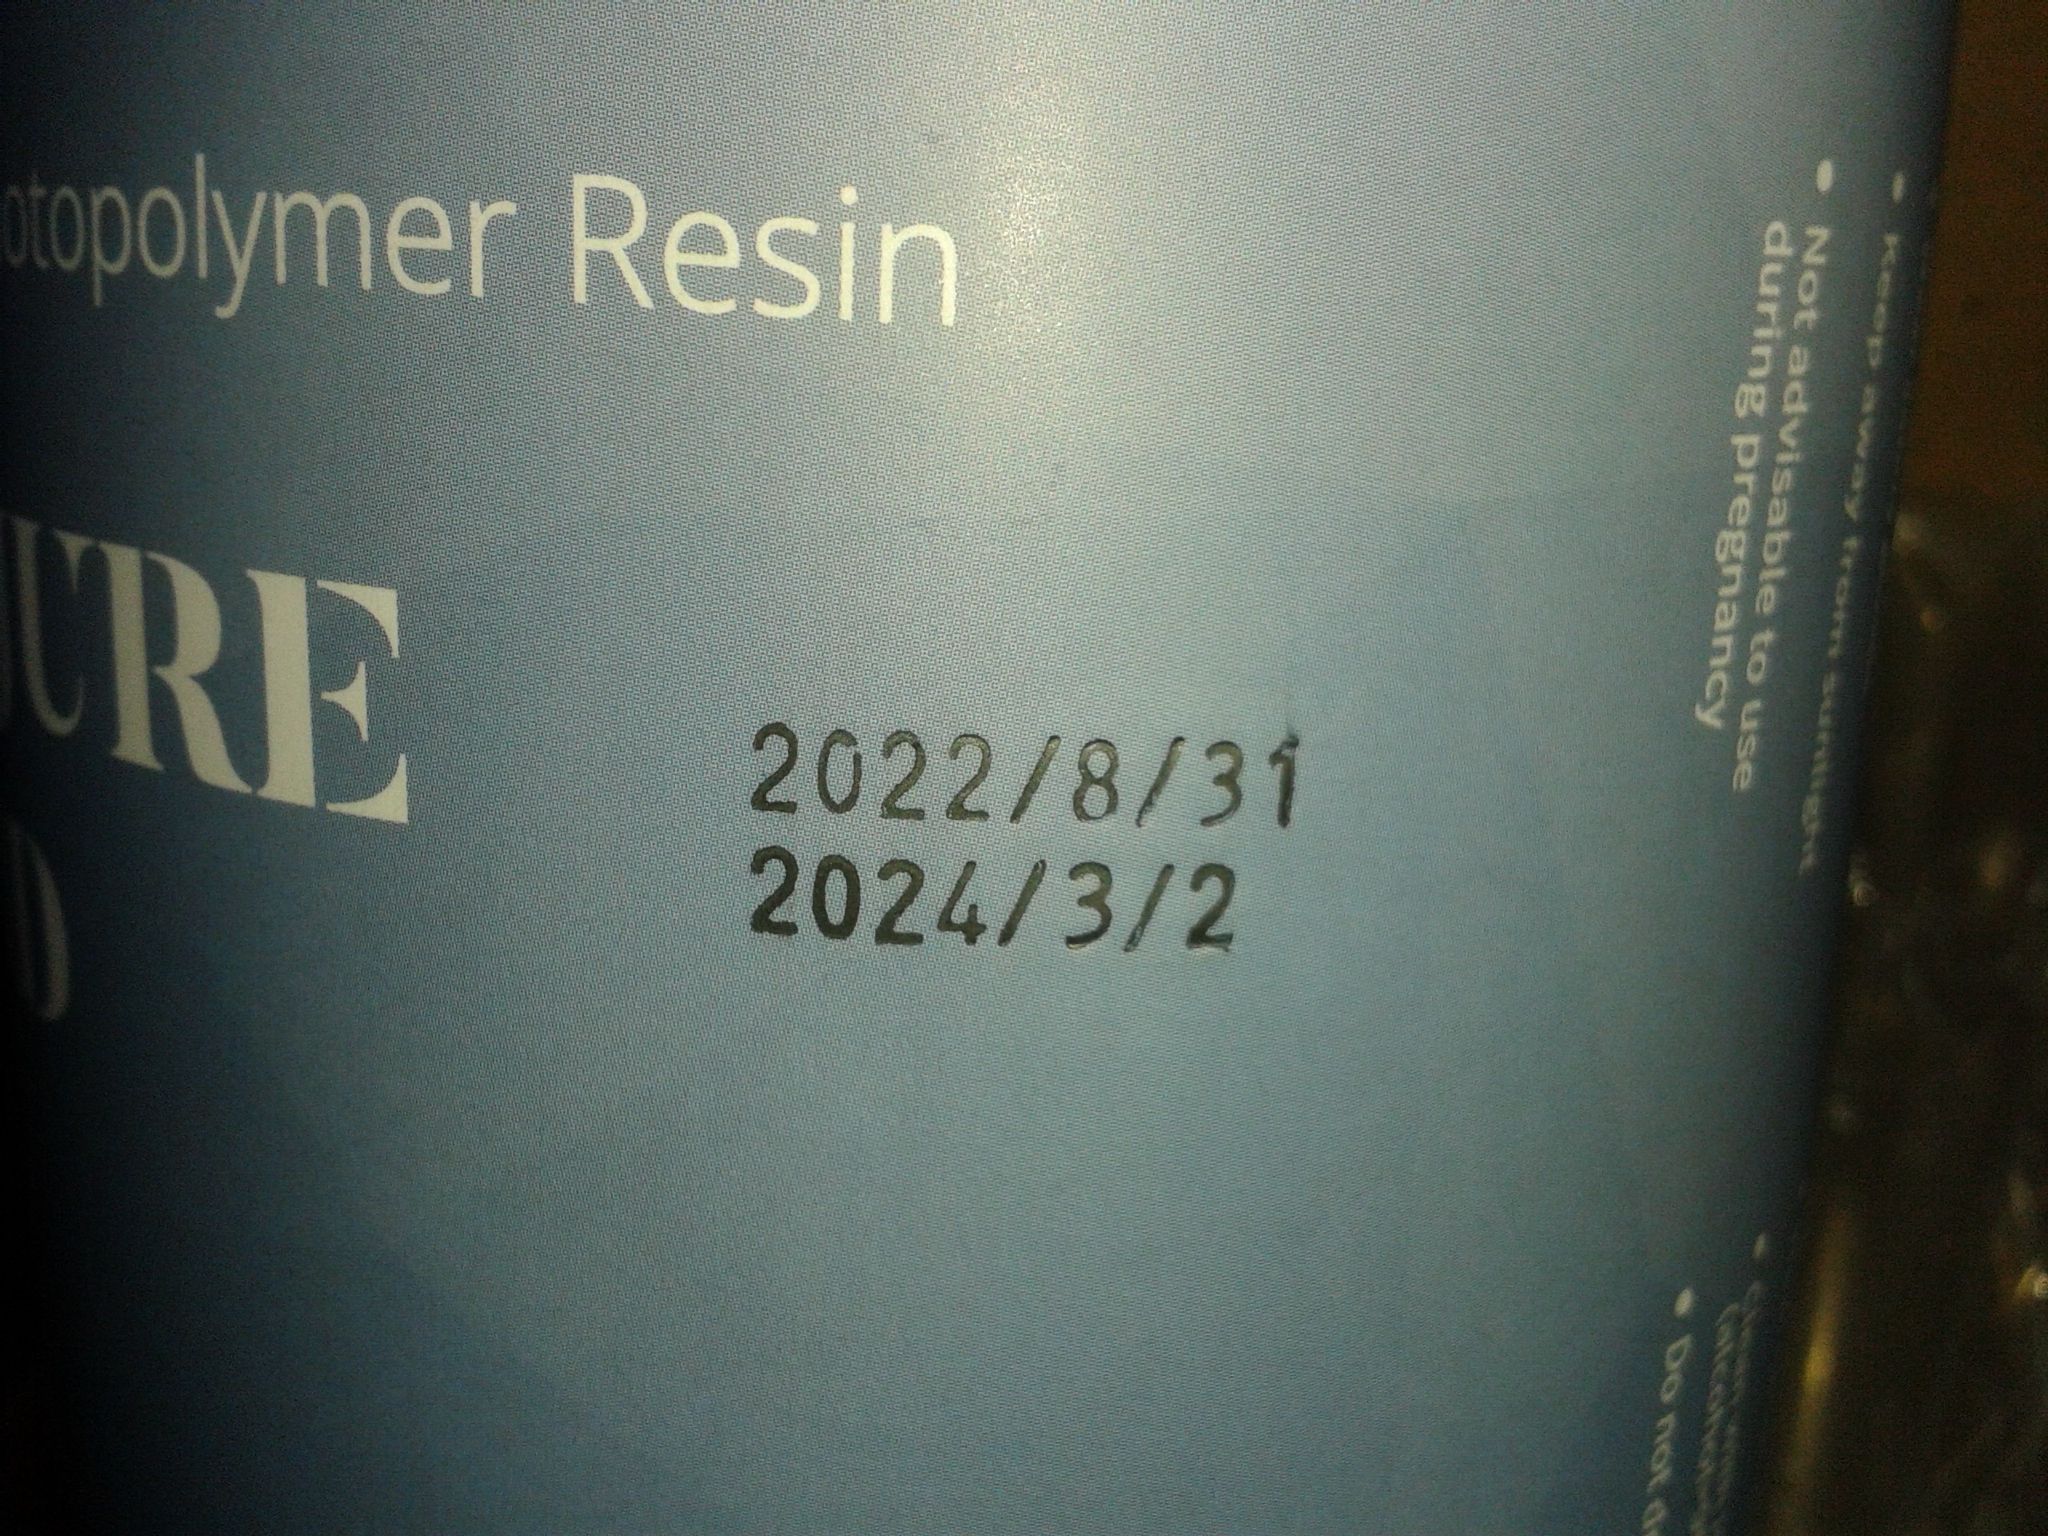 otopolymer Resin
URE
2022/8/31
2024/3/2
Keep away from sunlight
Not advisable to use
during pregnancy
Do not